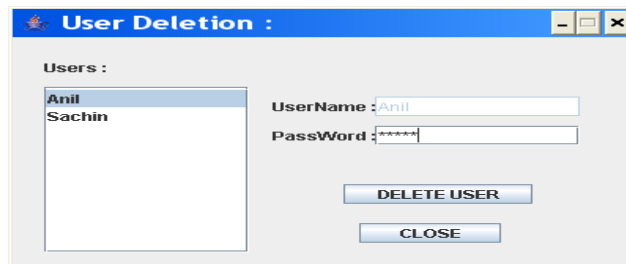 User Deletion :
Users :
Anil
Sachin
UserName : Anil
PassWord : *****
DELETE USER
CLOSE